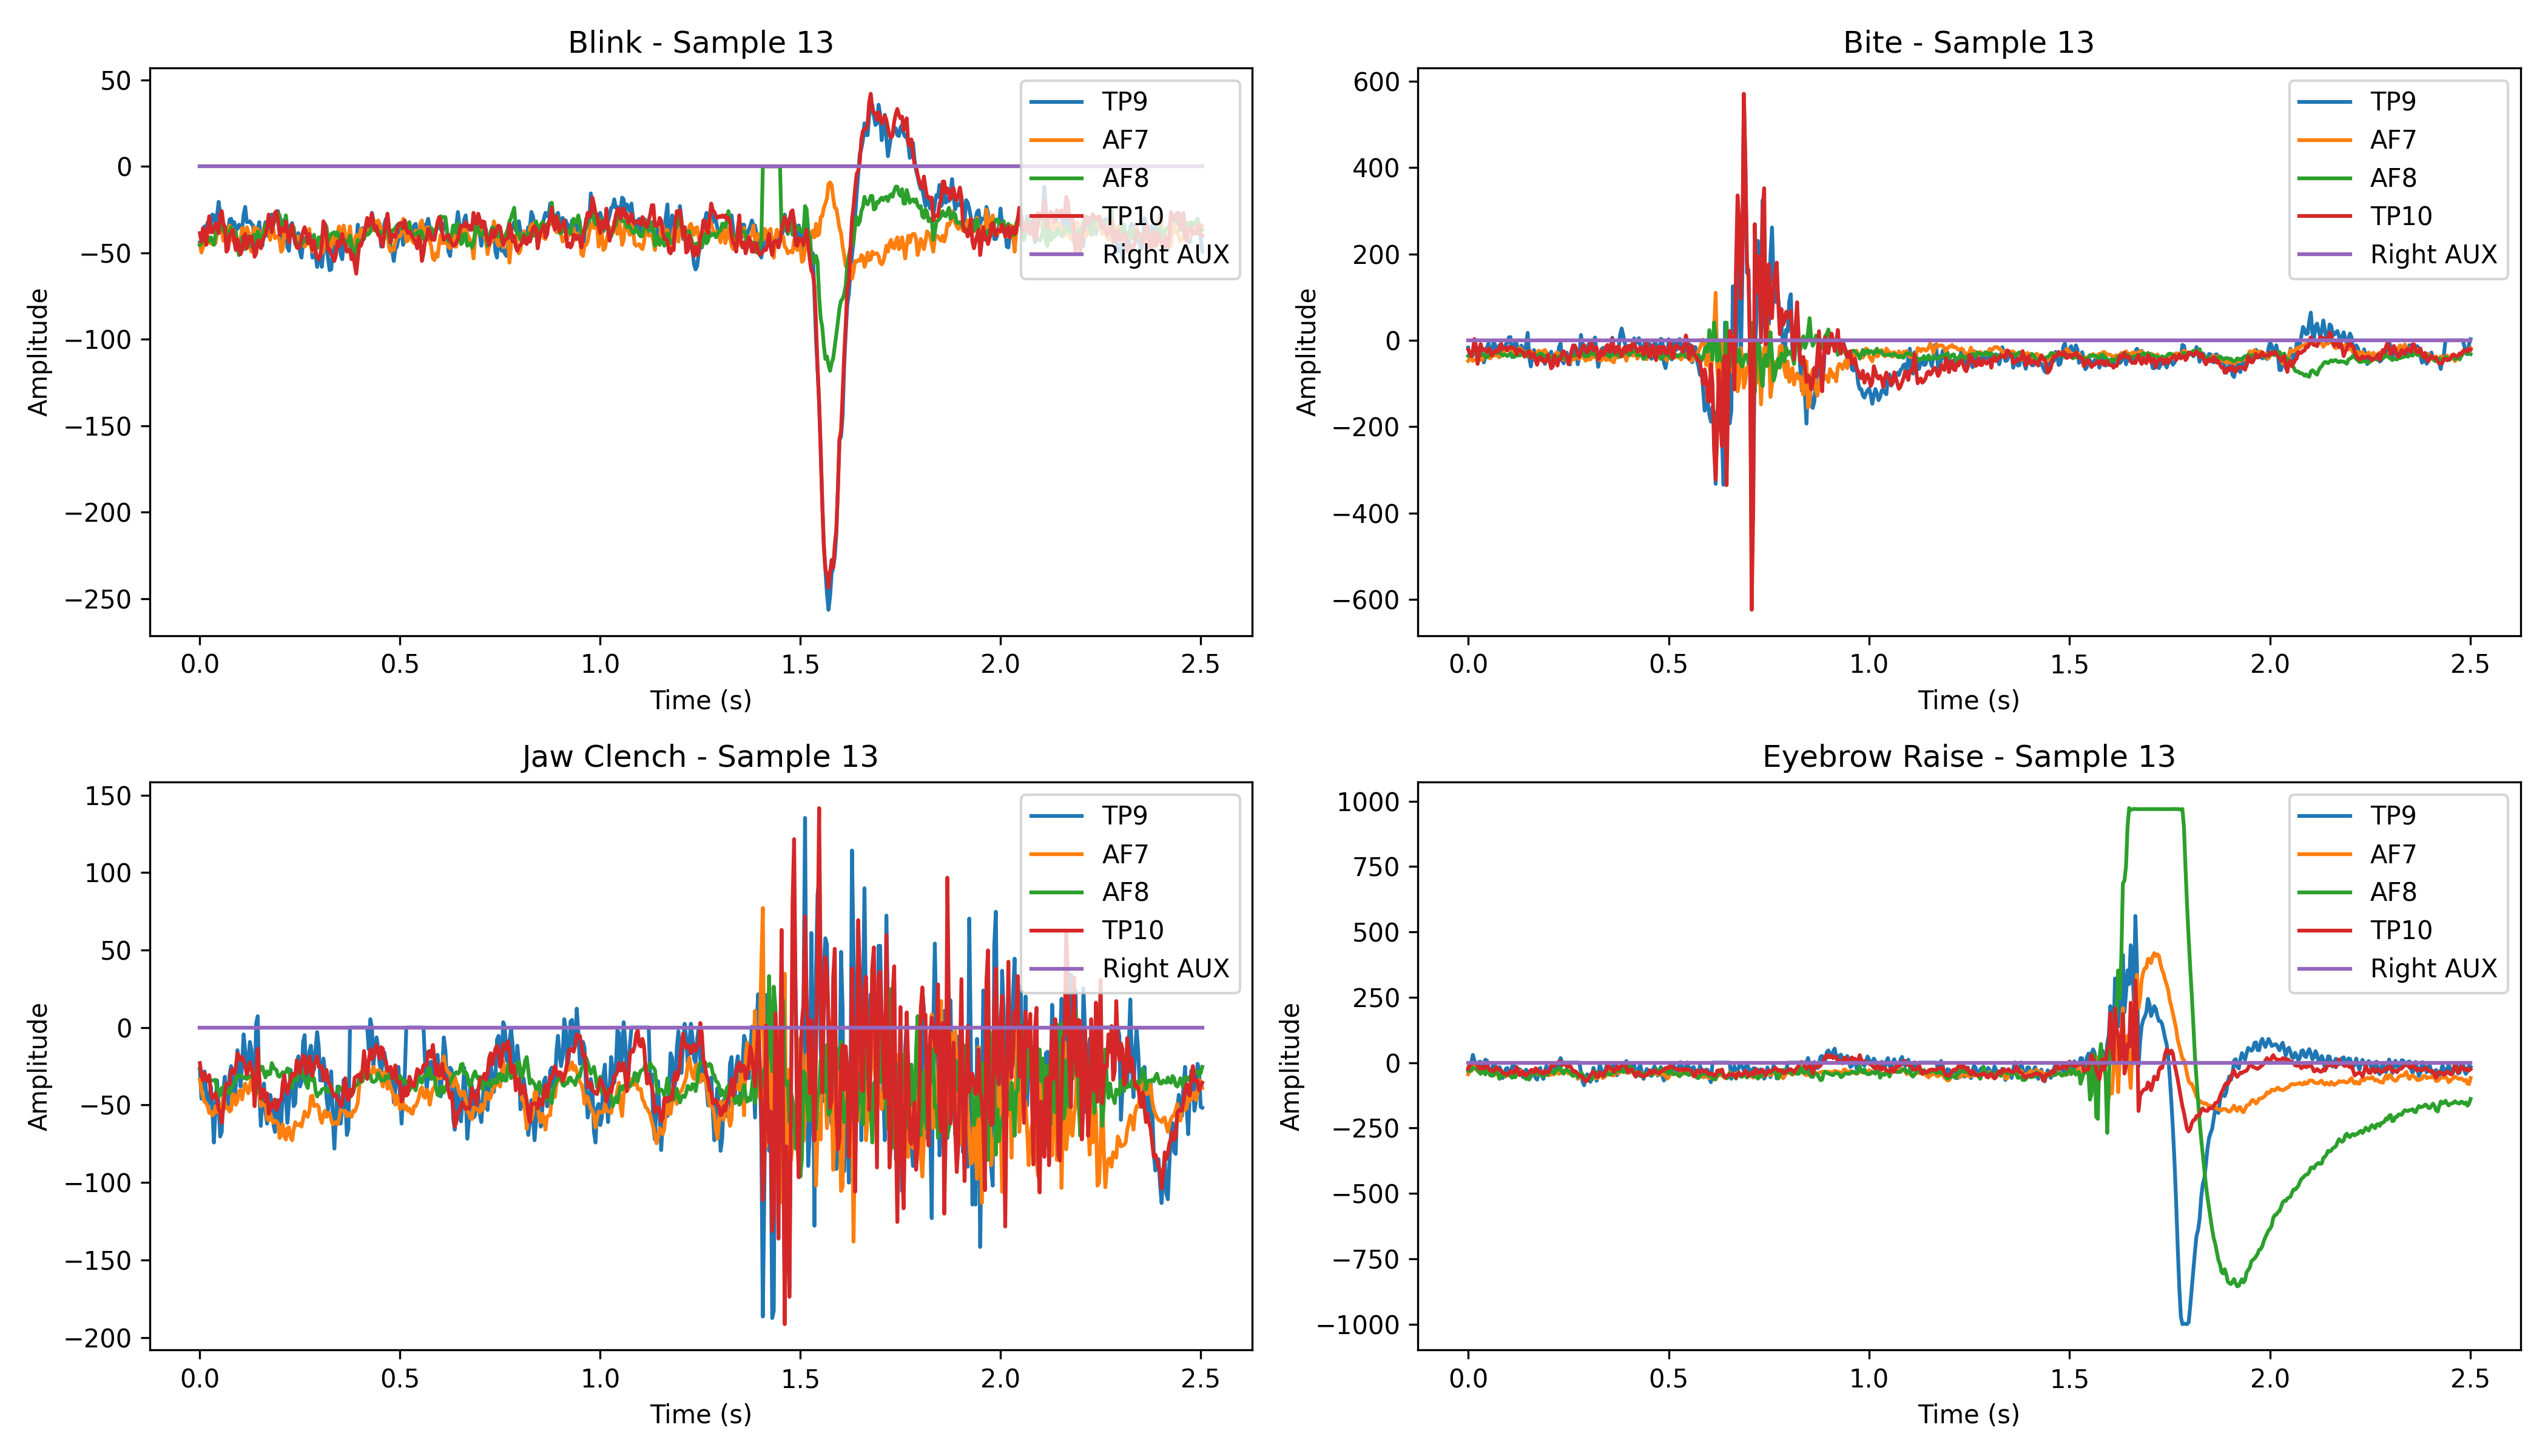 Blink - Sample 13
50
0
−50
−100
−150
−200
−250
Amplitude
0.0 0.5 1.0 1.5 2.0 2.5
Time (s)
TP9
AF7
AF8
TP10
Right AUX
Bite - Sample 13
600
400
200
0
−200
−400
−600
Amplitude
0.0 0.5 1.0 1.5 2.0 2.5
Time (s)
TP9
AF7
AF8
TP10
Right AUX
Jaw Clench - Sample 13
150
100
50
0
−50
−100
−150
−200
Amplitude
0.0 0.5 1.0 1.5 2.0 2.5
Time (s)
TP9
AF7
AF8
TP10
Right AUX
Eyebrow Raise - Sample 13
1000
750
500
250
0
−250
−500
−750
−1000
Amplitude
0.0 0.5 1.0 1.5 2.0 2.5
Time (s)
TP9
AF7
AF8
TP10
Right AUX